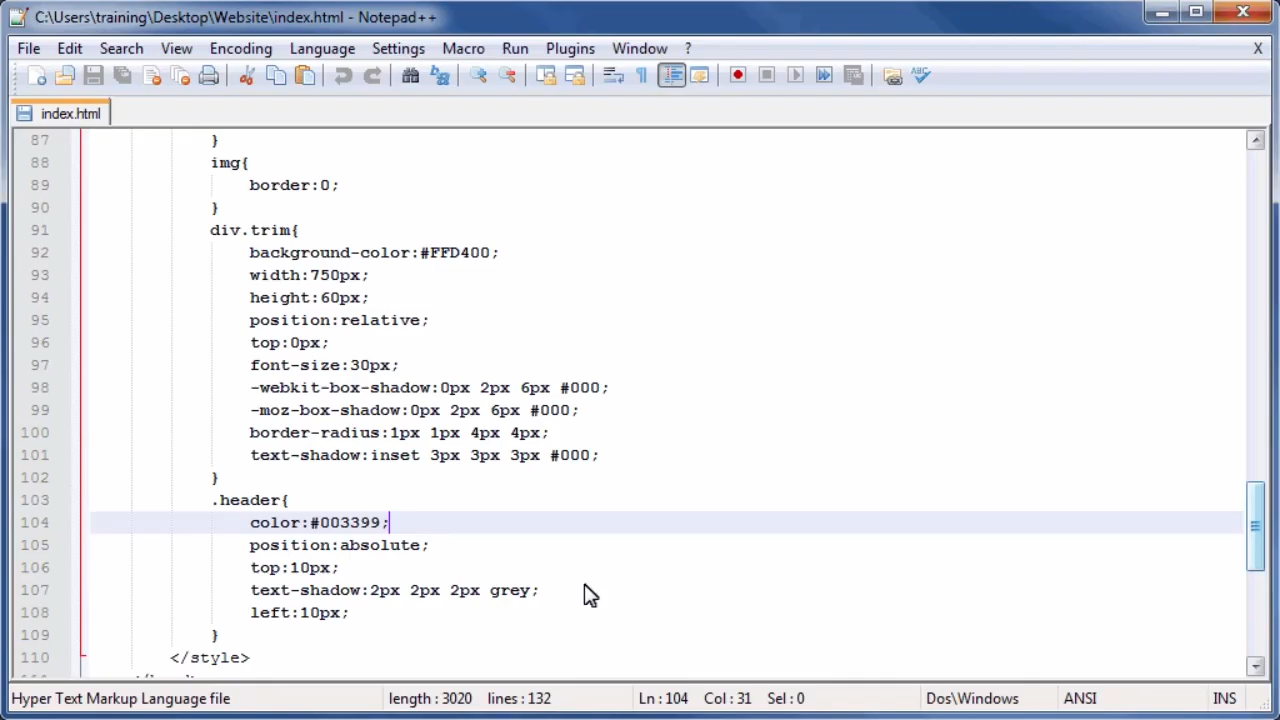 C:\Users\training\Desktop\Website\index.html - Notepad++
File Edit Search View Encoding Language Settings Macro Run Plugins Window ? X
index.html
87 }
88 img{
89 border:0;
90 }
91 div.trim{
92 background-color:#FFD400;
93 width:750px;
94 height:60px;
95 position:relative;
96 top:0px;
97 font-size:30px;
98 -webkit-box-shadow:0px 2px 6px #000;
99 -moz-box-shadow:0px 2px 6px #000;
100 border-radius:1px 1px 4px 4px;
101 text-shadow:inset 3px 3px 3px #000;
102 }
103 .header{
104 color:#003399;
105 position:absolute;
106 top:10px;
107 text-shadow:2px 2px 2px grey;
108 left:10px;
109 }
110 </style>
Hyper Text Markup Language file length : 3020 lines : 132 Ln : 104 Col : 31 Sel : 0 Dos\Windows ANSI INS